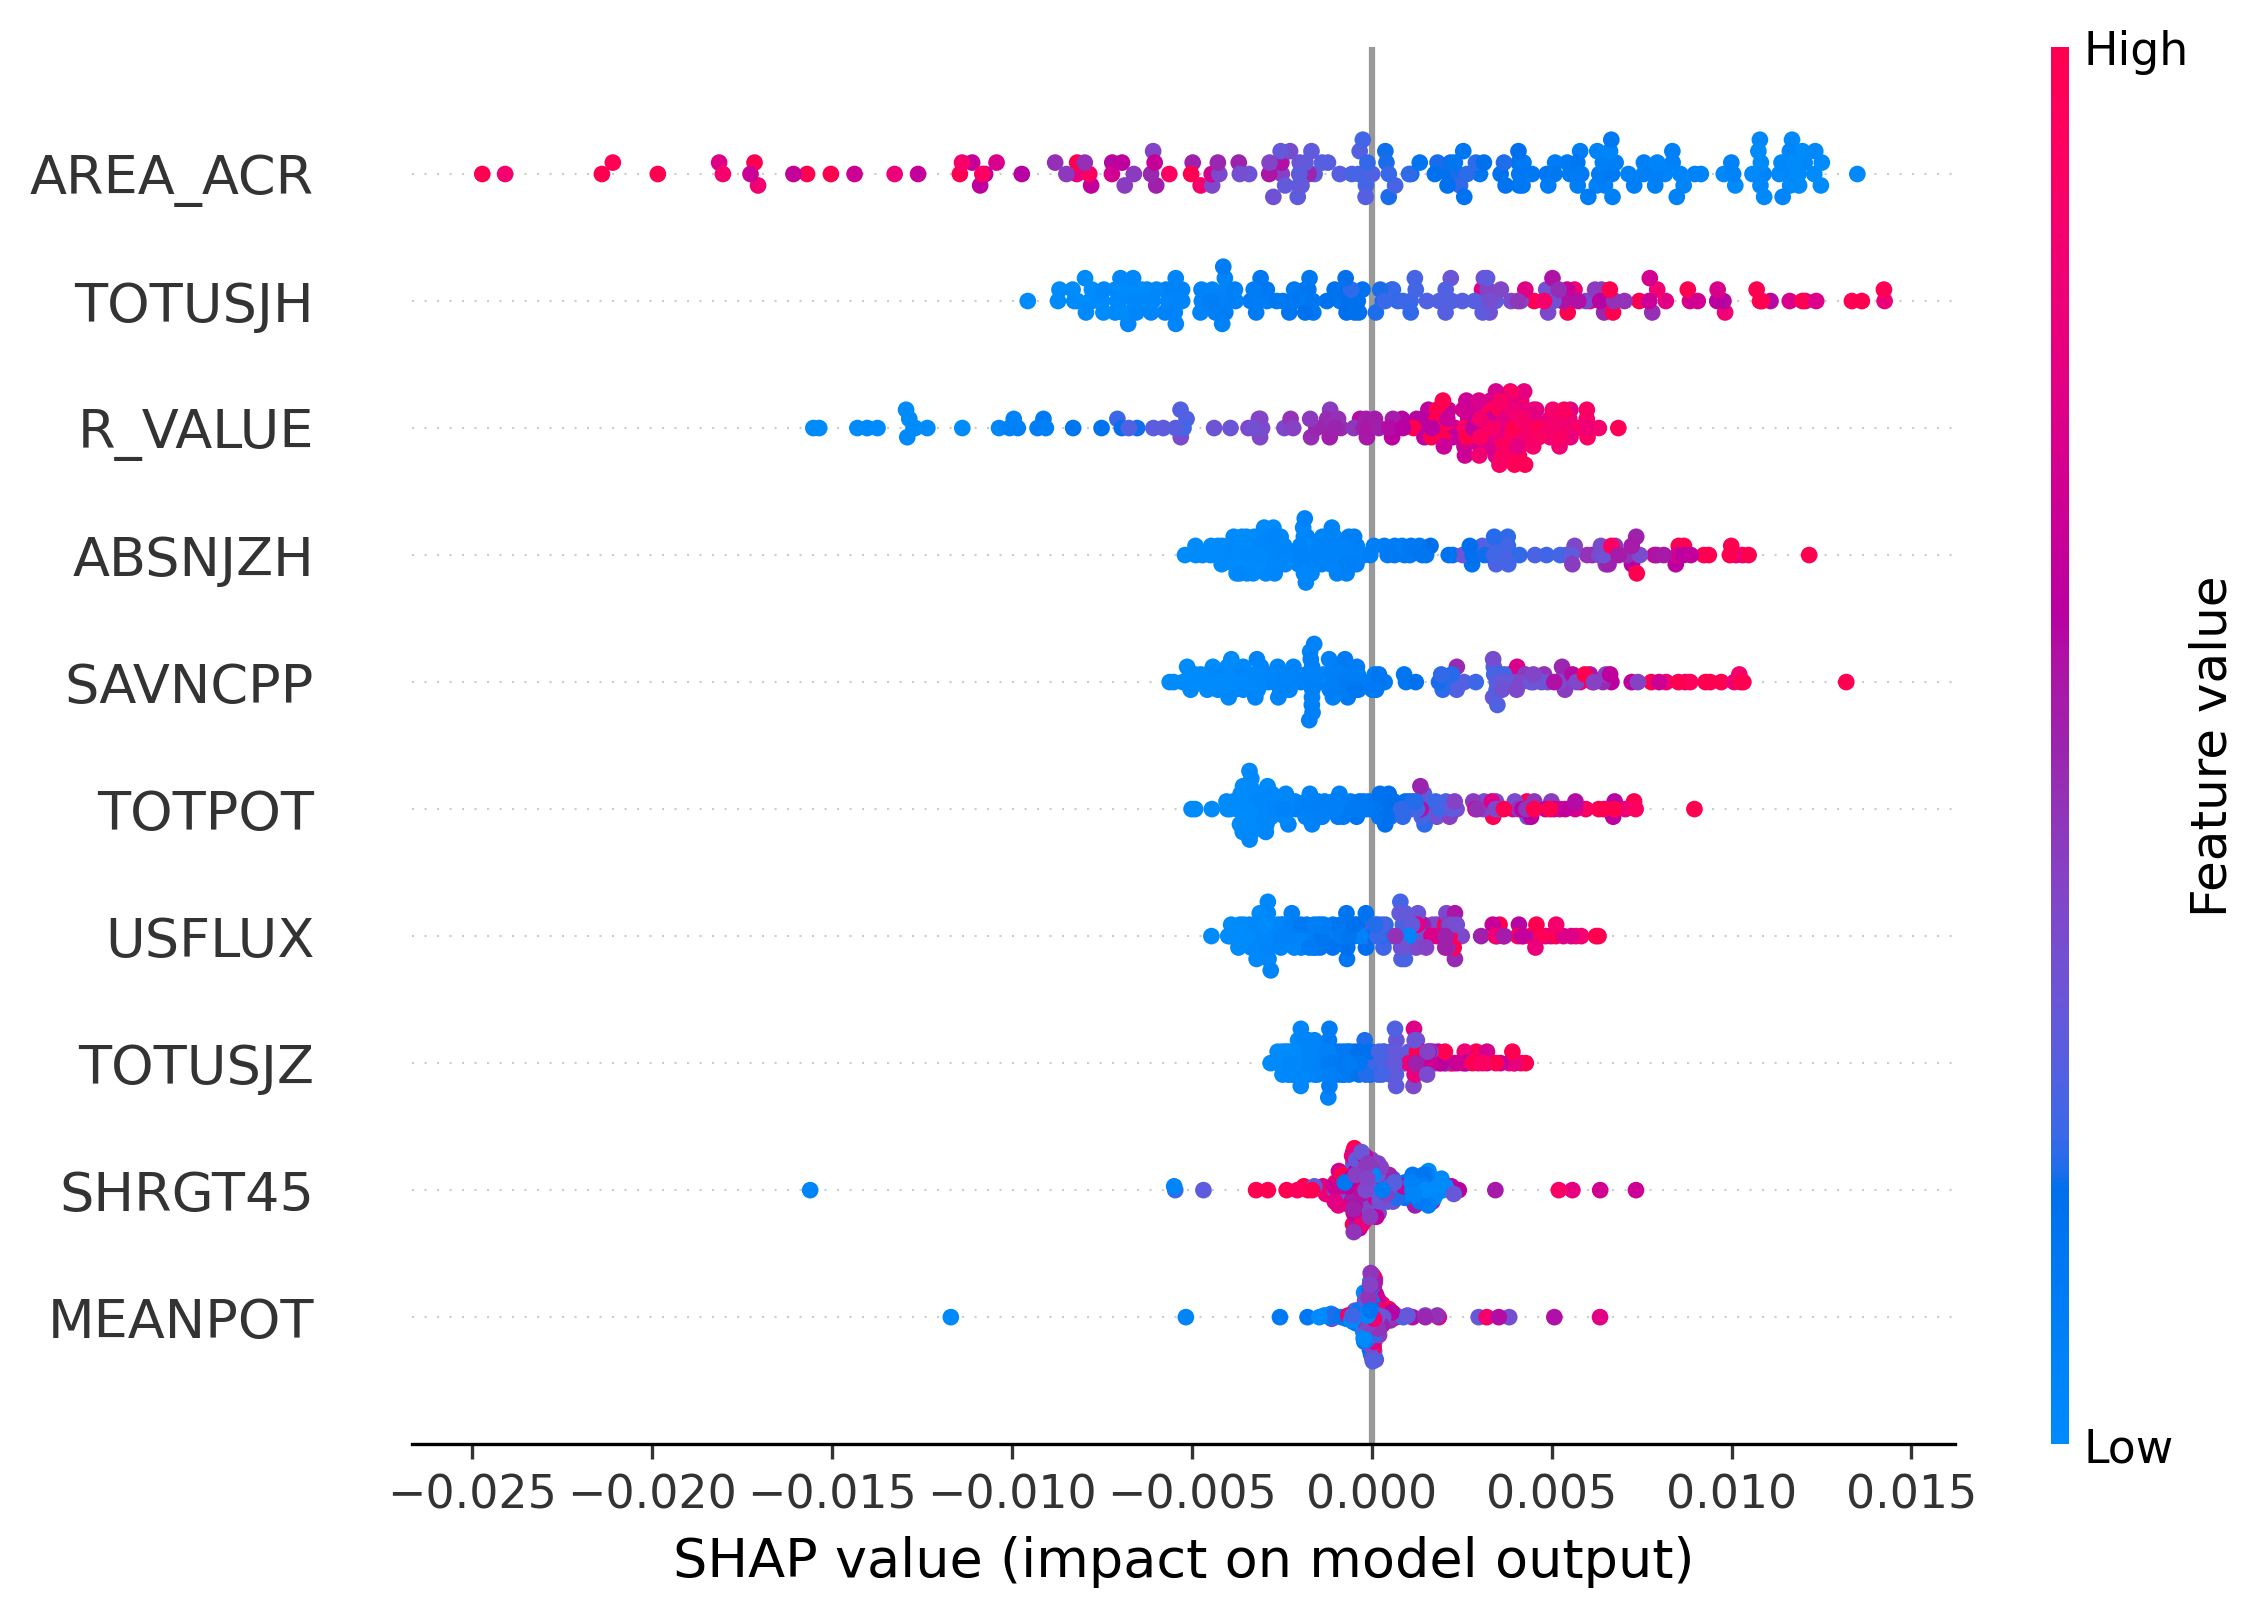 High
AREA_ACR
TOTUSJH
R_VALUE
ABSNJZH
SAVNCPP
TOTPOT
USFLUX
TOTUSJZ
SHRGT45
MEANPOT
Feature value
Low
−0.025 −0.020 −0.015 −0.010 −0.005 0.000 0.005 0.010 0.015
SHAP value (impact on model output)